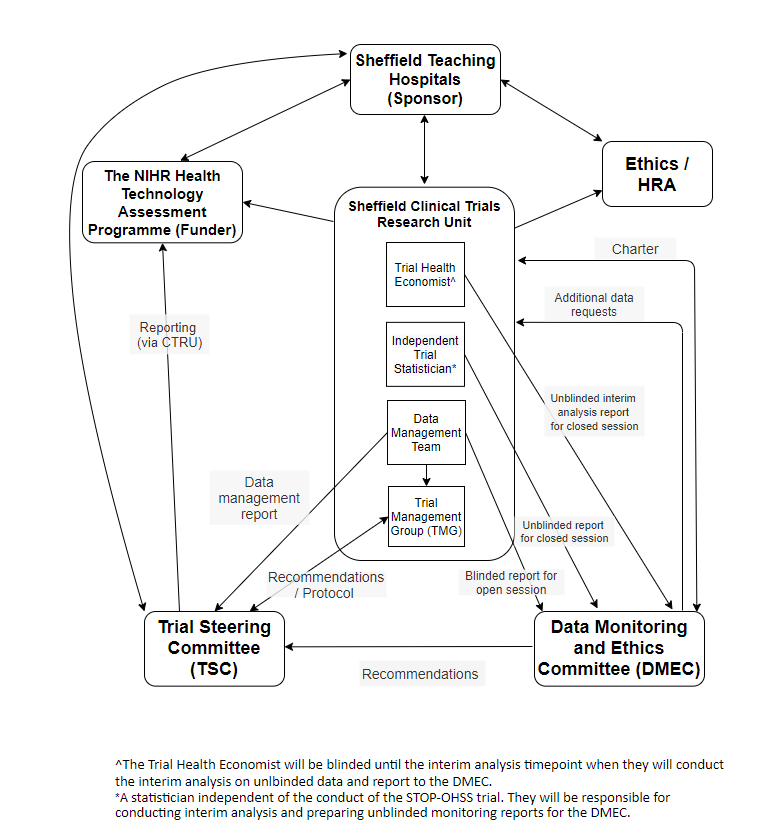 Sheffield Teaching
Hospitals
(Sponsor)
The NIHR Health
Technology
Assessment
Programme (Funder)
Ethics /
HRA
Sheffield Clinical Trials
Research Unit
Trial Health
Economist^
Charter
Additional data
requests
Reporting
(via CTRU)
Independent
Trial
Statistician*
Unblinded interim
analysis report
for closed session
Data
Management
Team
Data
management
report
Trial
Management
Group (TMG)
Unblinded report
for closed session
Recommendations
/ Protocol
Blinded report for
open session
Trial Steering
Committee
(TSC)
Data Monitoring
and Ethics
Committee (DMEC)
Recommendations
^The Trial Health Economist will be blinded until the interim analysis timepoint when they will conduct
the interim analysis on unlbinded data and report to the DMEC.
*A statistician independent of the conduct of the STOP-OHSS trial. They will be responsible for
conducting interim analysis and preparing unblinded monitoring reports for the DMEC.